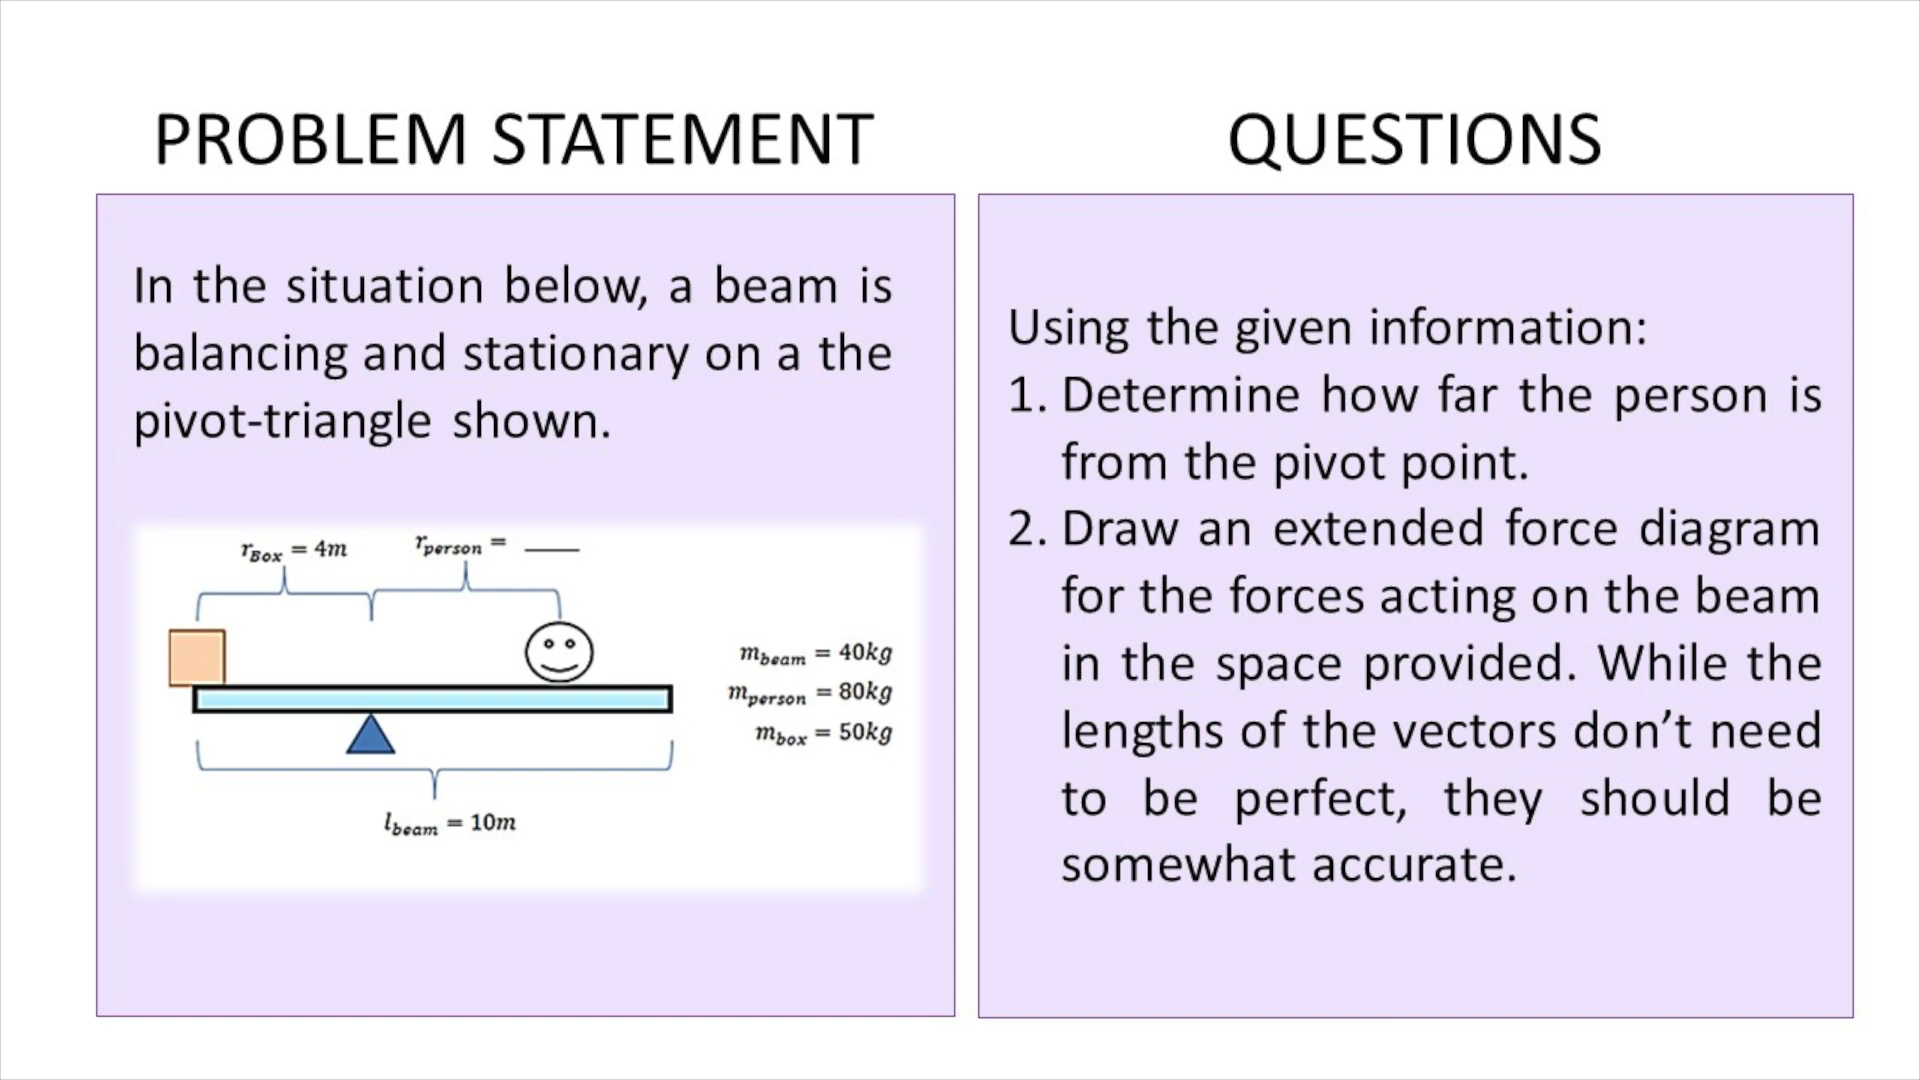 PROBLEM STATEMENT
In the situation below, a beam is
balancing and stationary on a the
pivot-triangle shown.
r_Box = 4m
r_person = ____
m_beam = 40kg
m_person = 80kg
m_box = 50kg
l_beam = 10m
QUESTIONS
Using the given information:
1. Determine how far the person is
from the pivot point.
2. Draw an extended force diagram
for the forces acting on the beam
in the space provided. While the
lengths of the vectors don’t need
to be perfect, they should be
somewhat accurate.